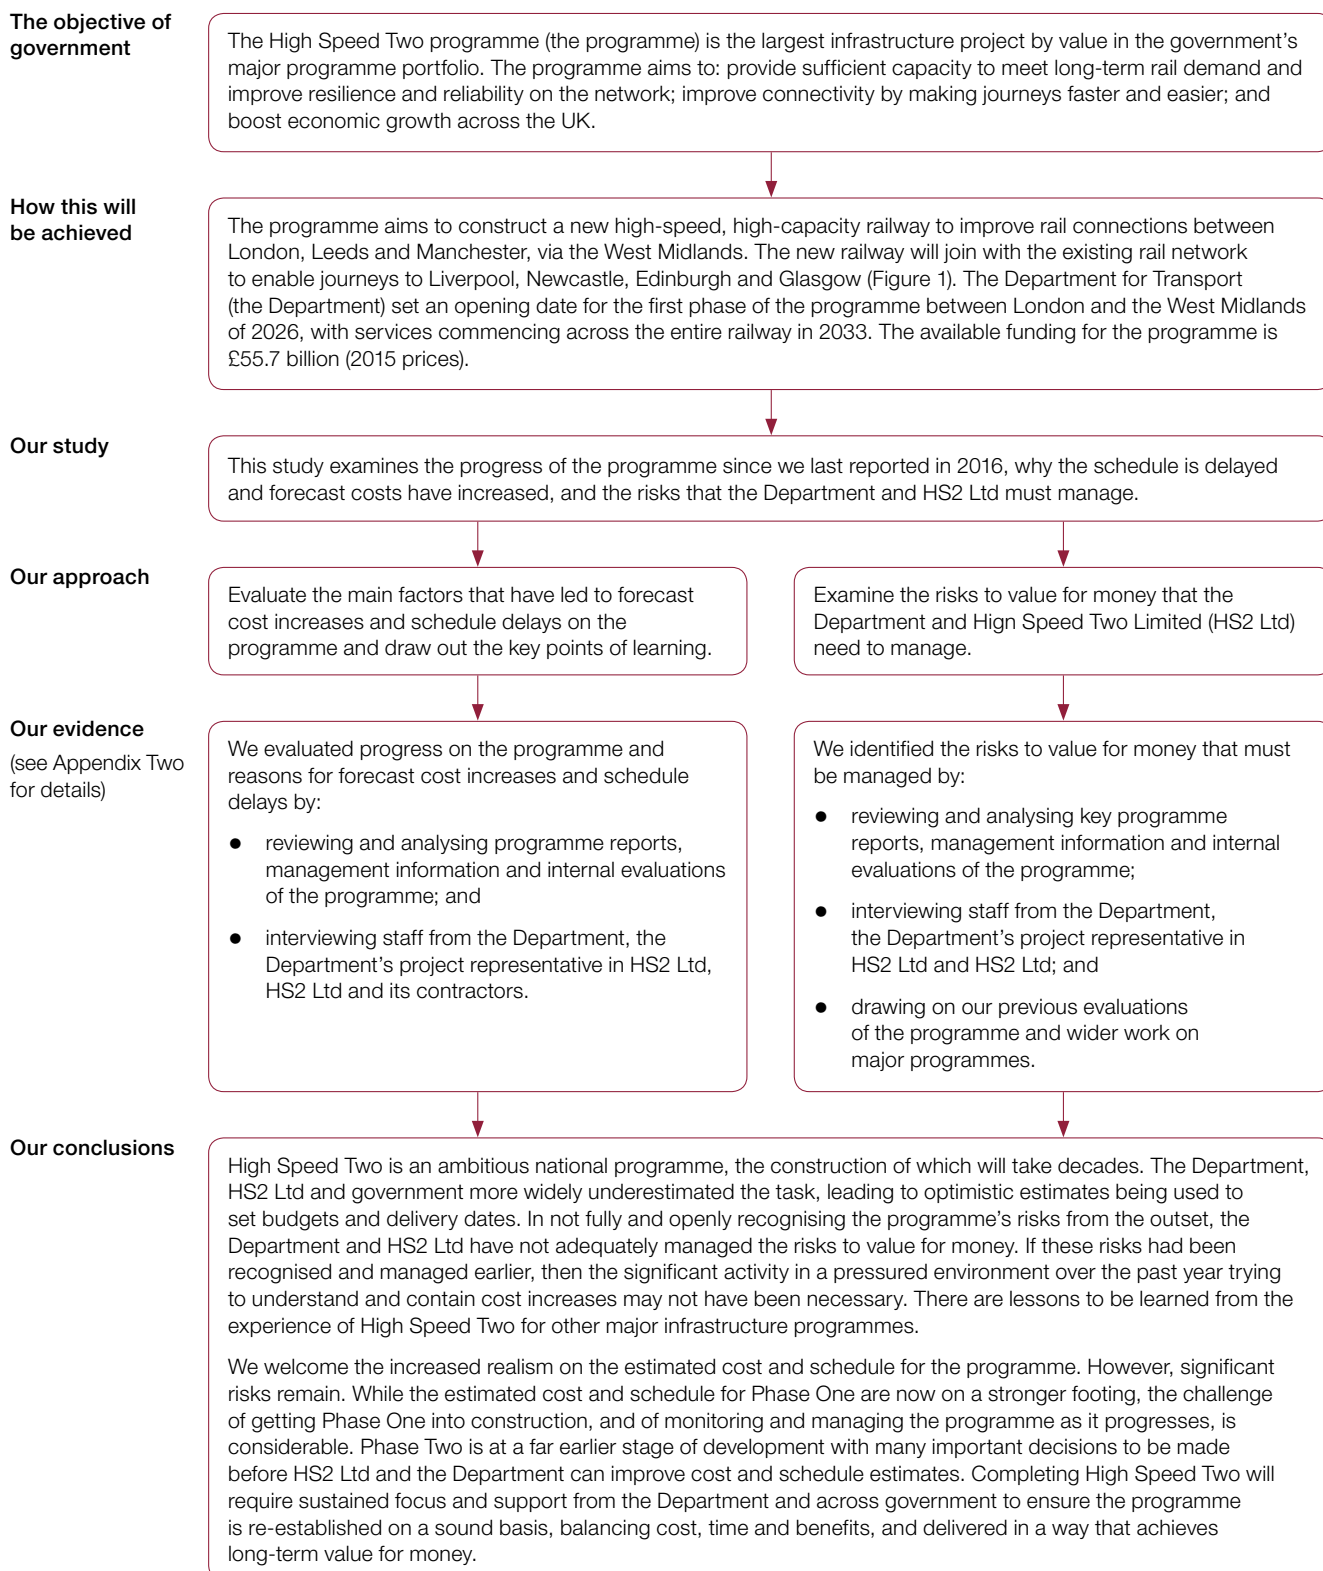 The objective of
government
The High Speed Two programme (the programme) is the largest infrastructure project by value in the government's
major programme portfolio. The programme aims to: provide sufficient capacity to meet long-term rail demand and
improve resilience and reliability on the network; improve connectivity by making journeys faster and easier; and
boost economic growth across the UK.
How this will
be achieved
The programme aims to construct a new high-speed, high-capacity railway to improve rail connections between
London, Leeds and Manchester, via the West Midlands. The new railway will join with the existing rail network
to enable journeys to Liverpool, Newcastle, Edinburgh and Glasgow (Figure 1). The Department for Transport
(the Department) set an opening date for the first phase of the programme between London and the West Midlands
of 2026, with services commencing across the entire railway in 2033. The available funding for the programme is
£55.7 billion (2015 prices).
Our study
This study examines the progress of the programme since we last reported in 2016, why the schedule is delayed
and forecast costs have increased, and the risks that the Department and HS2 Ltd must manage.
Our approach
Evaluate the main factors that have led to forecast
cost increases and schedule delays on the
programme and draw out the key points of learning.
Examine the risks to value for money that the
Department and Hign Speed Two Limited (HS2 Ltd)
need to manage.
Our evidence
(see Appendix Two
for details)
We evaluated progress on the programme and
reasons for forecast cost increases and schedule
delays by:
● reviewing and analysing programme reports,
management information and internal evaluations
of the programme; and
● interviewing staff from the Department, the
Department's project representative in HS2 Ltd,
HS2 Ltd and its contractors.
We identified the risks to value for money that must
be managed by:
● reviewing and analysing key programme
reports, management information and internal
evaluations of the programme;
● interviewing staff from the Department,
the Department's project representative in
HS2 Ltd and HS2 Ltd; and
● drawing on our previous evaluations
of the programme and wider work on
major programmes.
Our conclusions
High Speed Two is an ambitious national programme, the construction of which will take decades. The Department,
HS2 Ltd and government more widely underestimated the task, leading to optimistic estimates being used to
set budgets and delivery dates. In not fully and openly recognising the programme's risks from the outset, the
Department and HS2 Ltd have not adequately managed the risks to value for money. If these risks had been
recognised and managed earlier, then the significant activity in a pressured environment over the past year trying
to understand and contain cost increases may not have been necessary. There are lessons to be learned from the
experience of High Speed Two for other major infrastructure programmes.
We welcome the increased realism on the estimated cost and schedule for the programme. However, significant
risks remain. While the estimated cost and schedule for Phase One are now on a stronger footing, the challenge
of getting Phase One into construction, and of monitoring and managing the programme as it progresses, is
considerable. Phase Two is at a far earlier stage of development with many important decisions to be made
before HS2 Ltd and the Department can improve cost and schedule estimates. Completing High Speed Two will
require sustained focus and support from the Department and across government to ensure the programme
is re-established on a sound basis, balancing cost, time and benefits, and delivered in a way that achieves
long-term value for money.